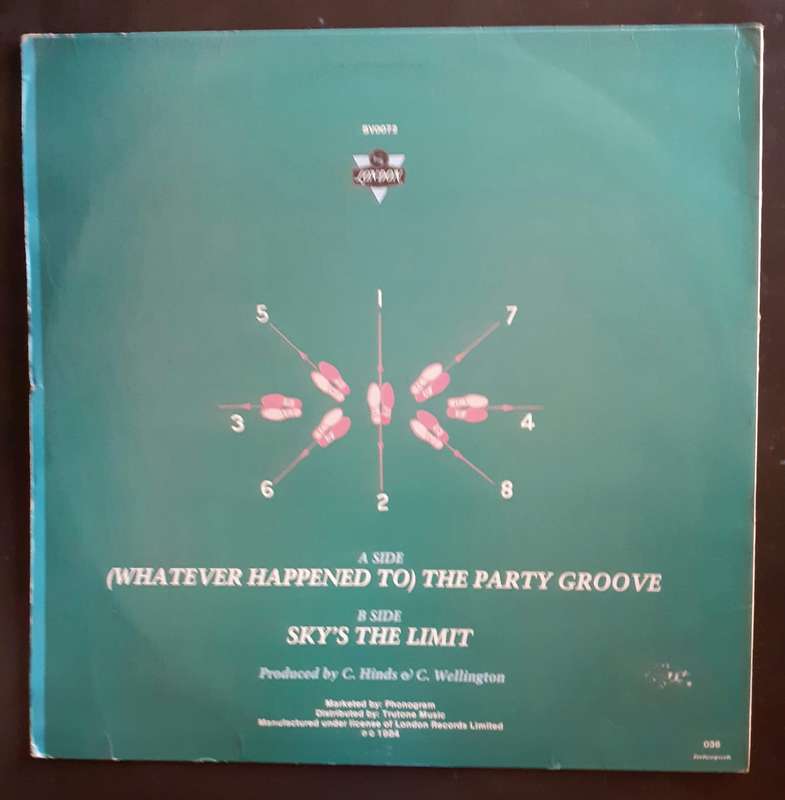 LONDON
1
5
7
3
4
6
8
2
A SIDE
(WHATEVER HAPPENED TO) THE PARTY GROOVE
B SIDE
SKY'S THE LIMIT
Produced by C. Hinds & C. Wellington
Marketed by: Phonogram
Distributed by: Trutone Music
Manufactured under license of London Records Limited
℗ © 1984
036